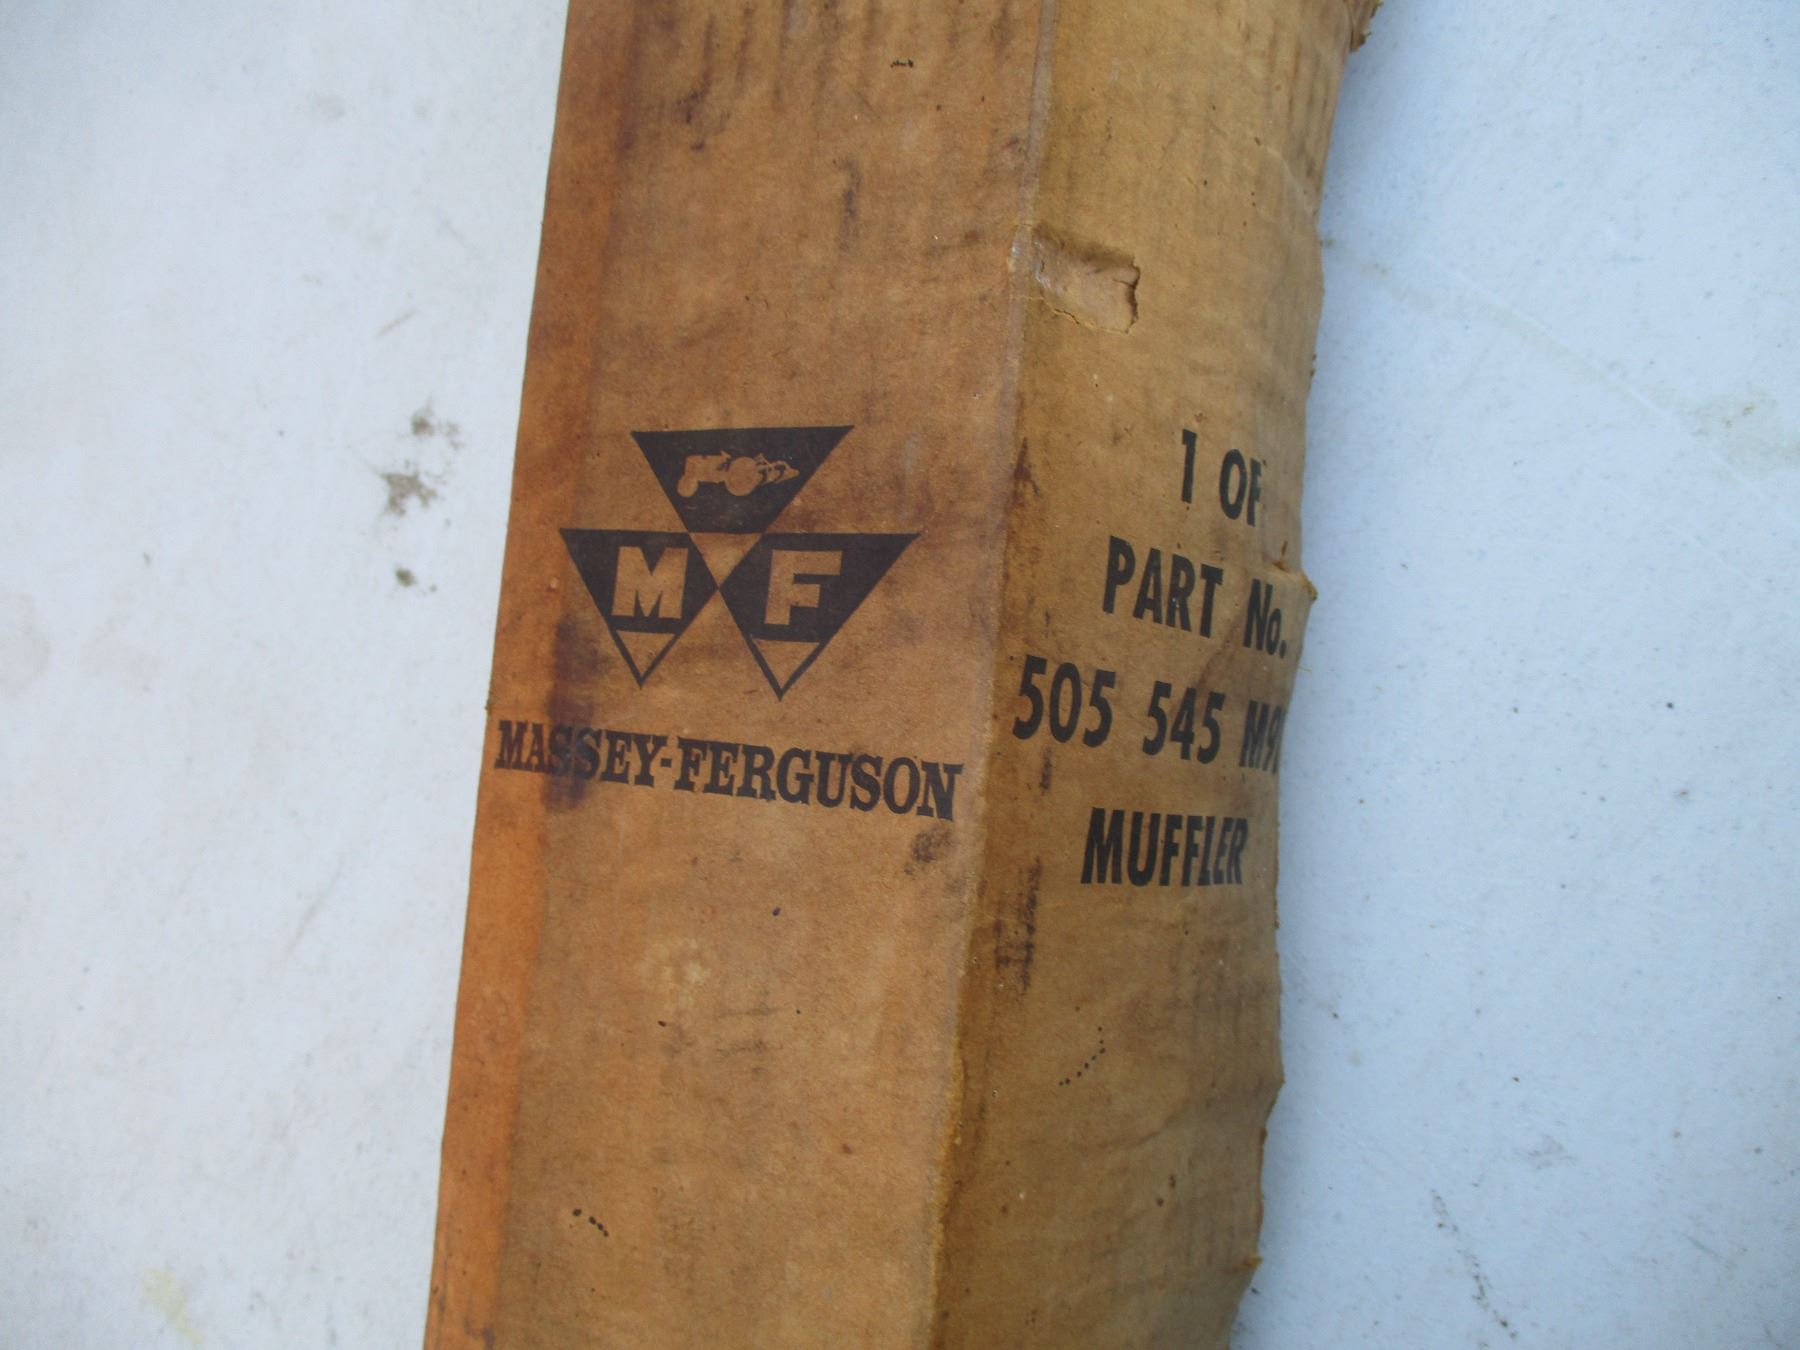 M F
MASSEY-FERGUSON
1 OF
PART No.
505 545
MUFFLER